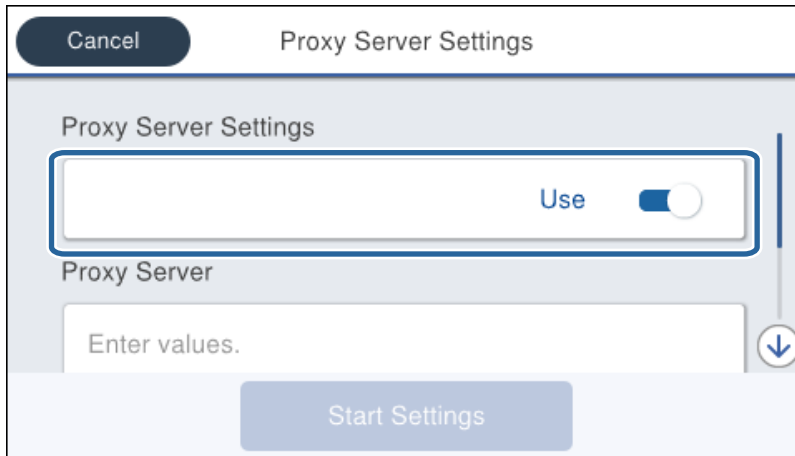 Cancel
Proxy Server Settings
Proxy Server Settings
Use
Proxy Server
Enter values.
Start Settings